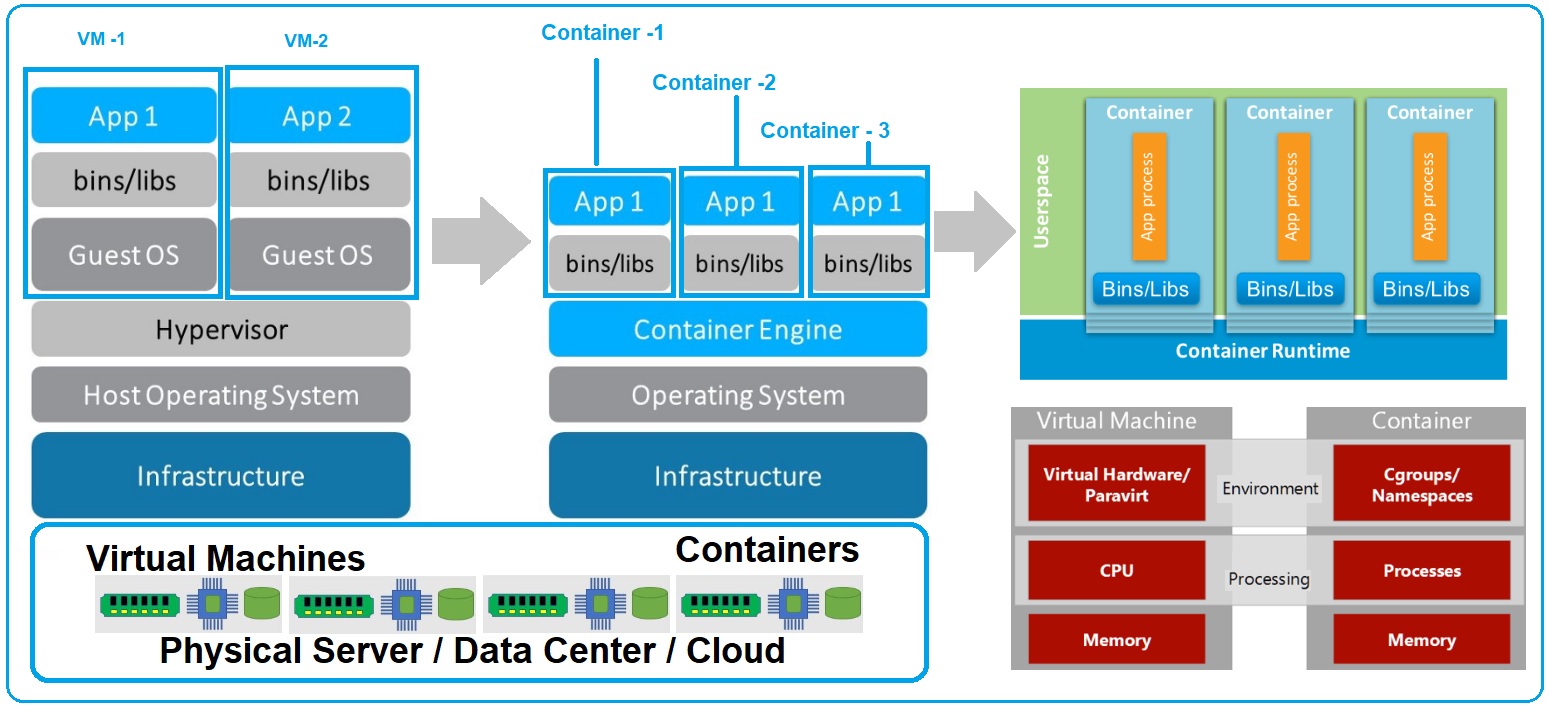 VM -1
VM-2
App 1
App 2
bins/libs
bins/libs
Guest OS
Guest OS
Hypervisor
Host Operating System
Infrastructure
Container -1
Container -2
Container - 3
App 1
App 1
App 1
bins/libs
bins/libs
bins/libs
Container Engine
Operating System
Infrastructure
Virtual Machines
Containers
Physical Server / Data Center / Cloud
Userspace
Container
Container
Container
App process
App process
App process
Bins/Libs
Bins/Libs
Bins/Libs
Container Runtime
Virtual Machine
Container
Virtual Hardware/
Paravirt
Environment
Cgroups/
Namespaces
CPU
Processing
Processes
Memory
Memory